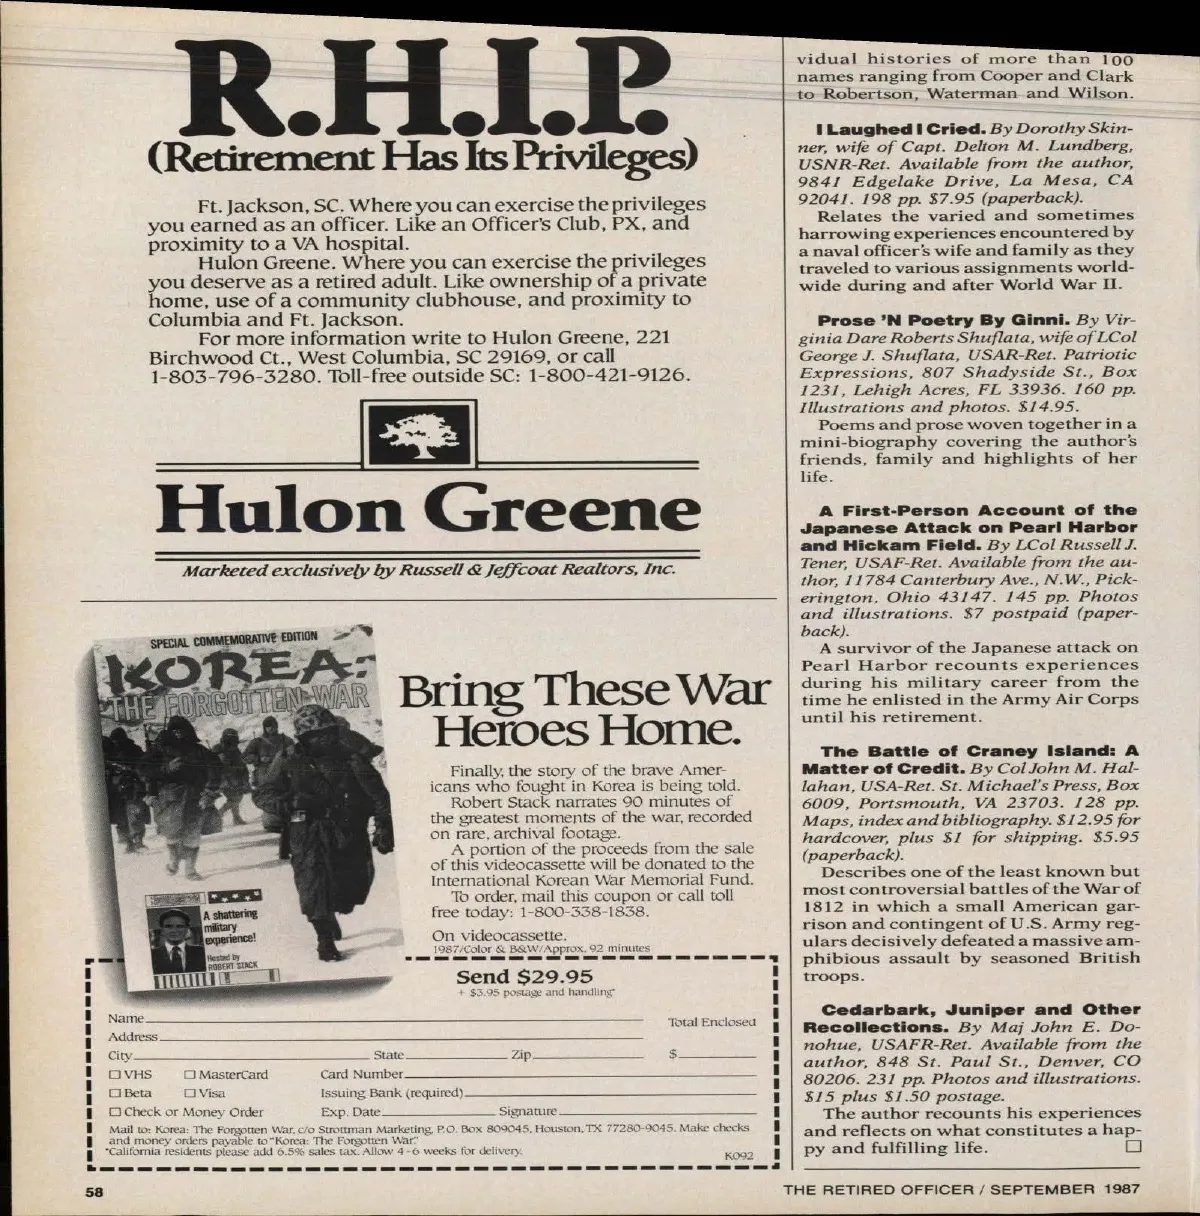 R.H.I.P.
(Retirement Has Its Privileges)
Ft. Jackson, SC. Where you can exercise the privileges
you earned as an officer. Like an Officer's Club, PX, and
proximity to a VA hospital.
Hulon Greene. Where you can exercise the privileges
you deserve as a retired adult. Like ownership of a private
home, use of a community clubhouse, and proximity to
Columbia and Ft. Jackson.
For more information write to Hulon Greene, 221
Birchwood Ct., West Columbia, SC 29169, or call
1-803-796-3280. Toll-free outside SC: 1-800-421-9126.
Hulon Greene
Marketed exclusively by Russell & Jeffcoat Realtors, Inc.
SPECIAL COMMEMORATIVE EDITION
KOREA:
THE FORGOTTEN WAR
A shattering
military
experience!
Hosted by
ROBERT STACK
Bring These War
Heroes Home.
Finally, the story of the brave Amer-
icans who fought in Korea is being told.
Robert Stack narrates 90 minutes of
the greatest moments of the war, recorded
on rare, archival footage.
A portion of the proceeds from the sale
of this videocassette will be donated to the
International Korean War Memorial Fund.
To order, mail this coupon or call toll
free today: 1-800-338-1838.
On videocassette.
1987/Color & B&W/Approx. 92 minutes
Send $29.95
+ $3.95 postage and handling*
Name
Total Enclosed
Address
City State Zip $
VHS MasterCard Card Number
Beta Visa Issuing Bank (required)
Check or Money Order Exp. Date Signature
Mail to: Korea: The Forgotten War, c/o Strottman Marketing, P.O. Box 809045, Houston, TX 77280-9045. Make checks
and money orders payable to "Korea: The Forgotten War."
*California residents please add 6.5% sales tax. Allow 4-6 weeks for delivery.
K092
vidual histories of more than 100
names ranging from Cooper and Clark
to Robertson, Waterman and Wilson.
I Laughed I Cried. By Dorothy Skin-
ner, wife of Capt. Delton M. Lundberg,
USNR-Ret. Available from the author,
9841 Edgelake Drive, La Mesa, CA
92041. 198 pp. $7.95 (paperback).
Relates the varied and sometimes
harrowing experiences encountered by
a naval officer's wife and family as they
traveled to various assignments world-
wide during and after World War II.
Prose 'N Poetry By Ginni. By Vir-
ginia Dare Roberts Shuflata, wife of LCol
George J. Shuflata, USAR-Ret. Patriotic
Expressions, 807 Shadyside St., Box
1231, Lehigh Acres, FL 33936. 160 pp.
Illustrations and photos. $14.95.
Poems and prose woven together in a
mini-biography covering the author's
friends, family and highlights of her
life.
A First-Person Account of the
Japanese Attack on Pearl Harbor
and Hickam Field. By LCol Russell J.
Tener, USAF-Ret. Available from the au-
thor, 11784 Canterbury Ave., N.W., Pick-
erington, Ohio 43147. 145 pp. Photos
and illustrations. $7 postpaid (paper-
back).
A survivor of the Japanese attack on
Pearl Harbor recounts experiences
during his military career from the
time he enlisted in the Army Air Corps
until his retirement.
The Battle of Craney Island: A
Matter of Credit. By Col John M. Hal-
lahan, USA-Ret. St. Michael's Press, Box
6009, Portsmouth, VA 23703. 128 pp.
Maps, index and bibliography. $12.95 for
hardcover, plus $1 for shipping. $5.95
(paperback).
Describes one of the least known but
most controversial battles of the War of
1812 in which a small American gar-
rison and contingent of U.S. Army reg-
ulars decisively defeated a massive am-
phibious assault by seasoned British
troops.
Cedarbark, Juniper and Other
Recollections. By Maj John E. Do-
nohue, USAFR-Ret. Available from the
author, 848 St. Paul St., Denver, CO
80206. 231 pp. Photos and illustrations.
$15 plus $1.50 postage.
The author recounts his experiences
and reflects on what constitutes a hap-
py and fulfilling life.
58
THE RETIRED OFFICER / SEPTEMBER 1987